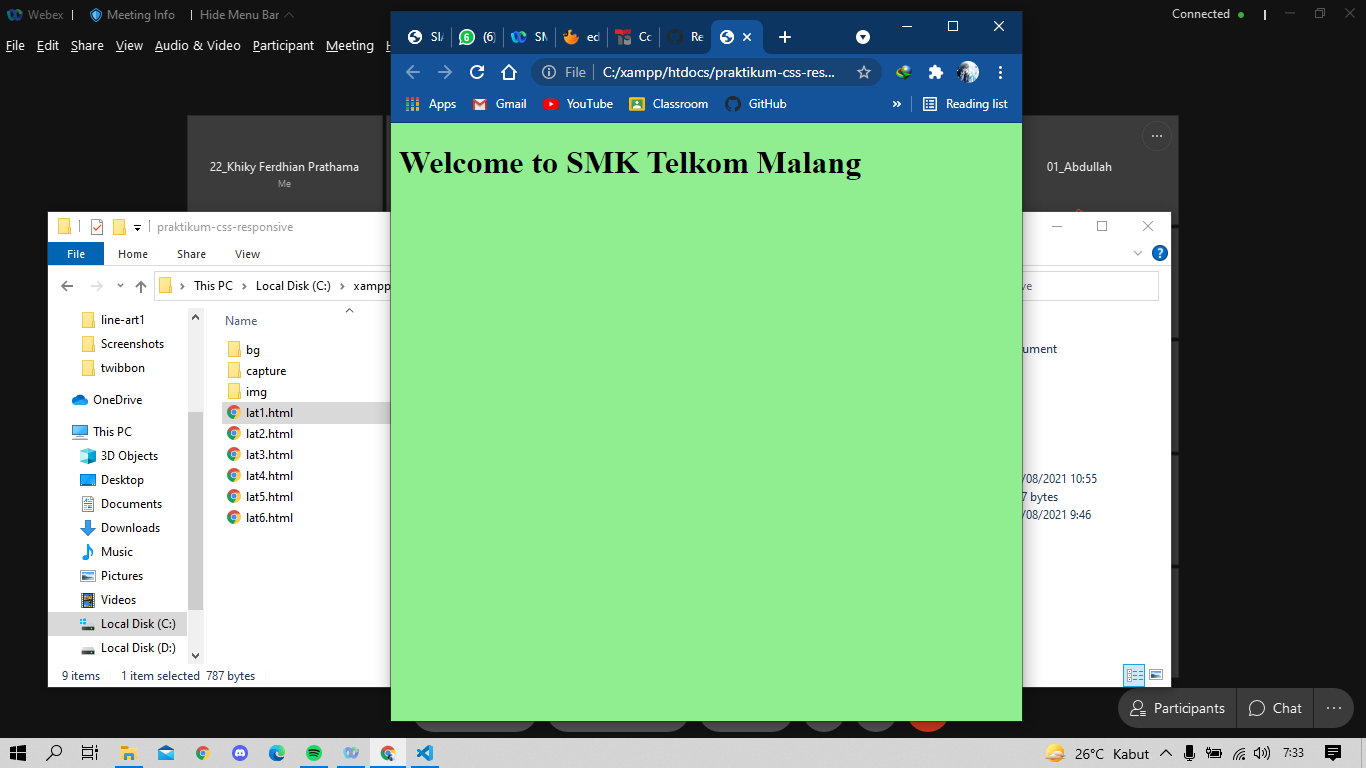 Webex | Meeting Info | Hide Menu Bar
Connected
File Edit Share View Audio & Video Participant Meeting H
SI/
(6)
SM
ed
Co
Re
File | C:/xampp/htdocs/praktikum-css-res...
Apps Gmail YouTube Classroom GitHub » Reading list
Welcome to SMK Telkom Malang
22_Khiky Ferdhian Prathama
Me
01_Abdullah
praktikum-css-responsive
File Home Share View
This PC > Local Disk (C:) > xampp
ve
line-art1
Screenshots
twibbon
OneDrive
This PC
3D Objects
Desktop
Documents
Downloads
Music
Pictures
Videos
Local Disk (C:)
Local Disk (D:)
Name
bg
capture
img
lat1.html
lat2.html
lat3.html
lat4.html
lat5.html
lat6.html
ument
/08/2021 10:55
7 bytes
/08/2021 9:46
9 items 1 item selected 787 bytes
Participants Chat
26°C Kabut 7:33